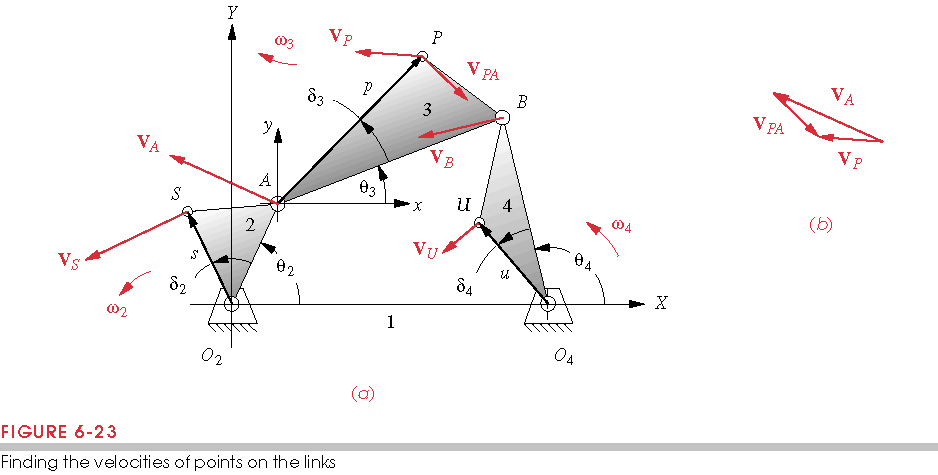 Y
ω3
vP
P
vPA
δ3
p
3
B
vA
vPA
vP
y
vA
A
vB
θ3
x
S
2
U
4
ω4
(b)
vS
s
θ2
vU
u
θ4
δ2
δ4
ω2
1
X
O2
O4
(a)
FIGURE 6-23
Finding the velocities of points on the links